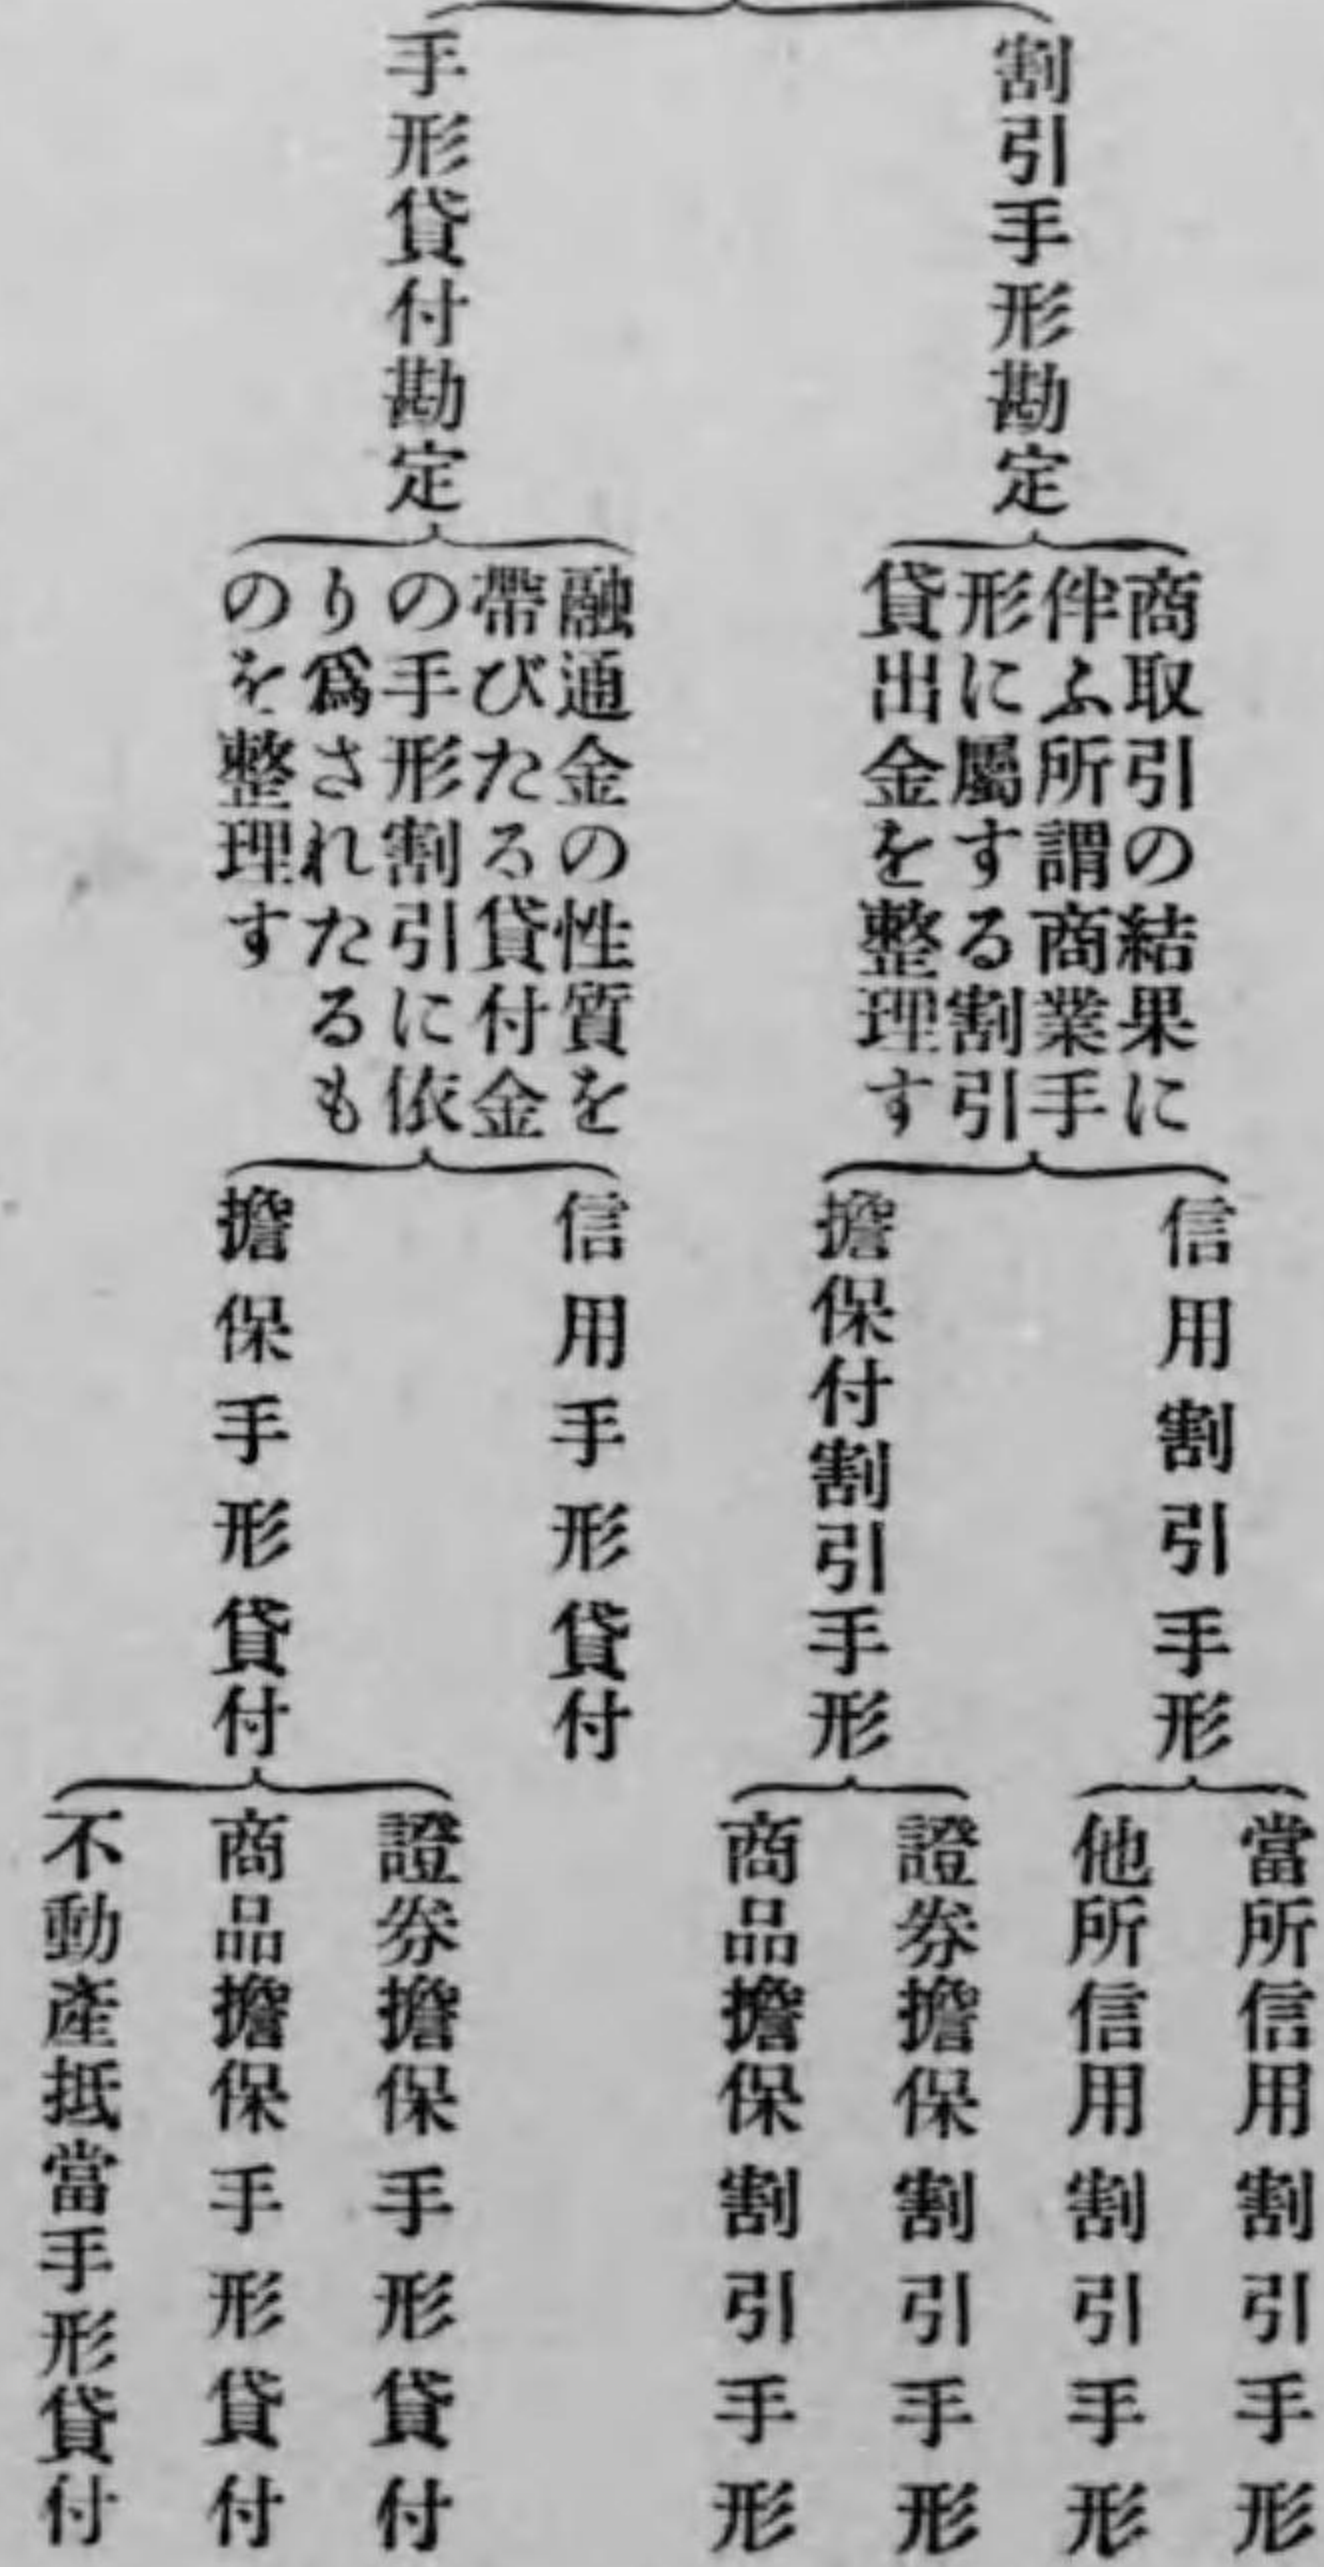 割引手形勘定
商取引の結果に
伴ふ所謂商業手
形に屬する割引
貸出金を整理す
信用割引手形
當所信用割引手形
他所信用割引手形
擔保付割引手形
證券擔保割引手形
商品擔保割引手形
手形貸付勘定
融通金の性質を
帶びたる貸付金
の手形割引に依
り爲されたるも
のを整理す
信用手形貸付
擔保手形貸付
證券擔保手形貸付
商品擔保手形貸付
不動產抵當手形貸付